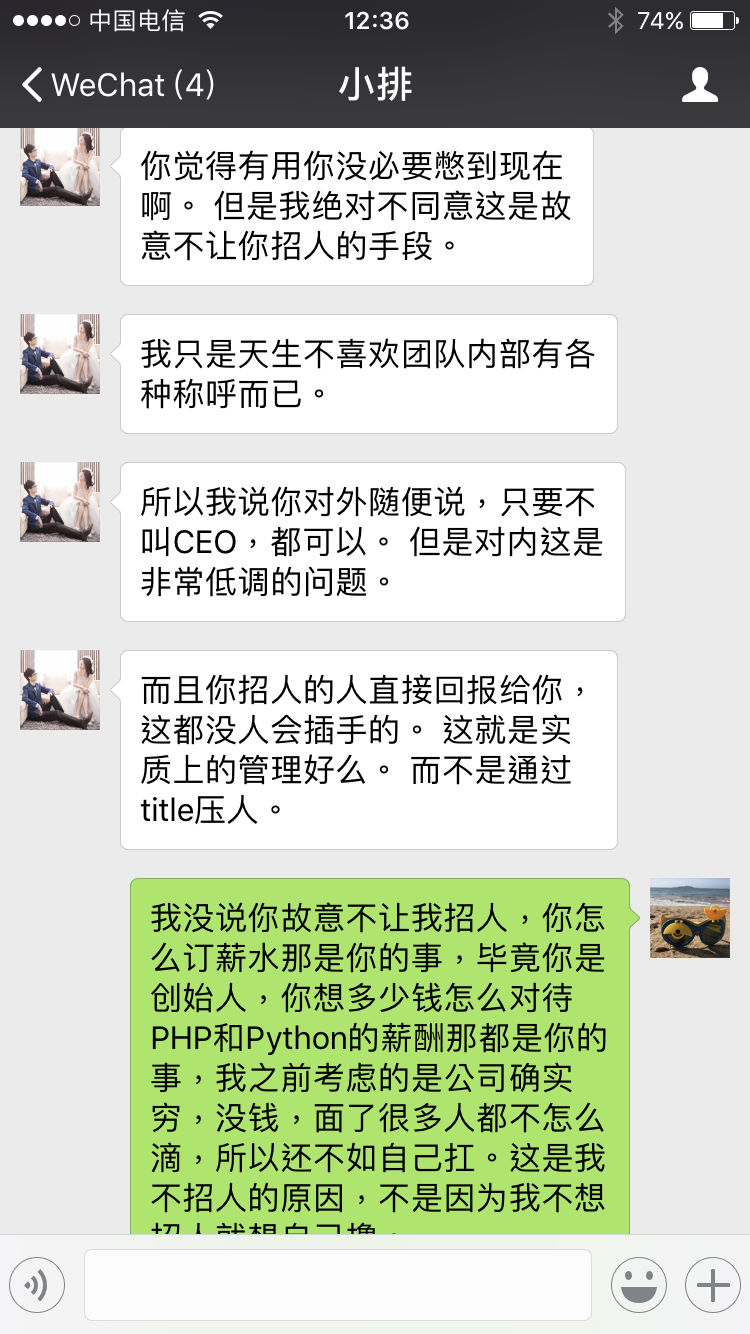 中国电信 12:36 74%
WeChat (4) 小排
你觉得有用你没必要憋到现在
啊。 但是我绝对不同意这是故
意不让你招人的手段。
我只是天生不喜欢团队内部有各
种称呼而已。
所以我说你对外随便说，只要不
叫CEO，都可以。 但是对内这是
非常低调的问题。
而且你招人的人直接回报给你，
这都没人会插手的。 这就是实
质上的管理好么。 而不是通过
title压人。
我没说你故意不让我招人，你怎
么订薪水那是你的事，毕竟你是
创始人，你想多少钱怎么对待
PHP和Python的薪酬那都是你的
事，我之前考虑的是公司确实
穷，没钱，面了很多人都不怎么
滴，所以还不如自己扛。这是我
不招人的原因，不是因为我不想
招人就想自己撸，